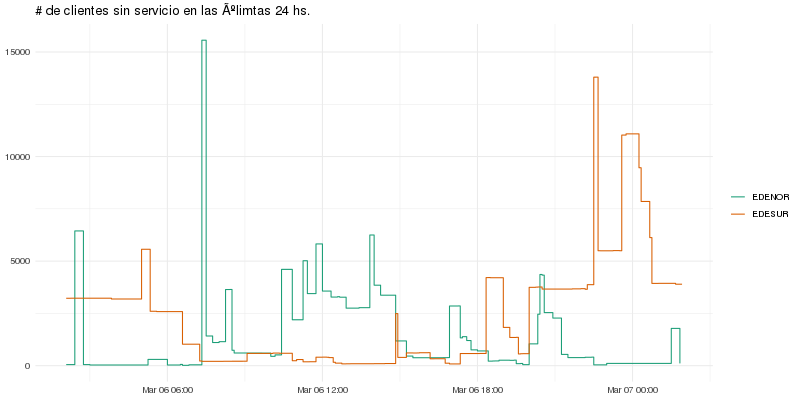 # de clientes sin servicio en las Ãºlimtas 24 hs.
15000
10000
5000
0
Mar 06 06:00
Mar 06 12:00
Mar 06 18:00
Mar 07 00:00
EDENOR
EDESUR